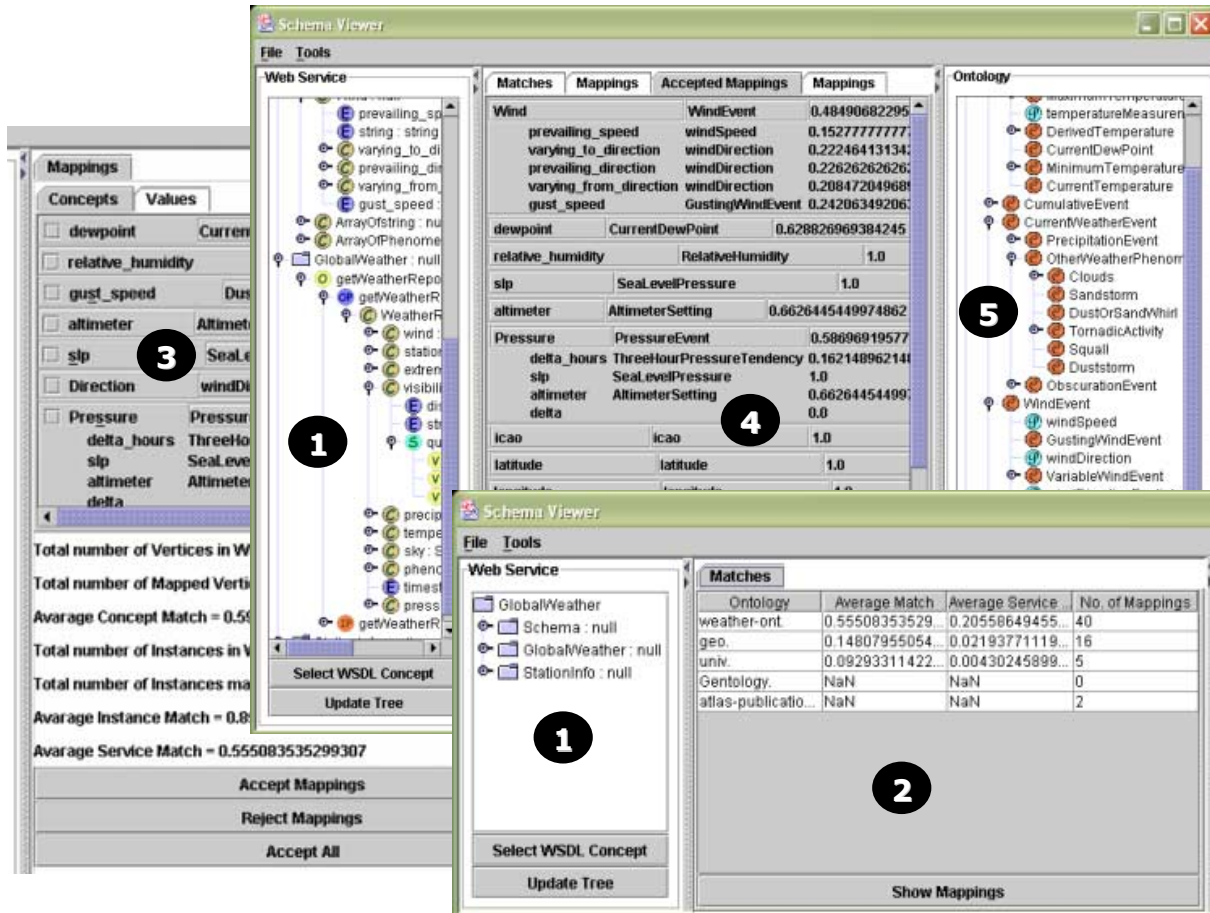 Schema Viewer
File Tools
Web Service
prevailing_sp
string : string
varying_to_di
prevailing_dir
varying_from_
gust_speed :
ArrayOfstring : nu
ArrayOfPhenome
GlobalWeather : null
getWeatherRepo
getWeatherR
WeatherR
wind :
station
extrem
visibili
dis
str
qu
V
V
V
precip
tempe
sky : S
pheno
timest
press
getWeatherR
Select WSDL Concept
Update Tree
1
Matches Mappings Accepted Mappings Mappings
Wind WindEvent 0.48490682295
prevailing_speed windSpeed 0.15277777777
varying_to_direction windDirection 0.22246413134
prevailing_direction windDirection 0.22626262626
varying_from_direction windDirection 0.20847204968
gust_speed GustingWindEvent 0.24206349206
dewpoint CurrentDewPoint 0.628826969384245
relative_humidity RelativeHumidity 1.0
slp SeaLevelPressure 1.0
altimeter AltimeterSetting 0.6626445449974862
Pressure PressureEvent 0.58696919577
delta_hours ThreeHourPressureTendency 0.16214896214
slp SeaLevelPressure 1.0
altimeter AltimeterSetting 0.66264454499
delta 0.0
icao icao 1.0
latitude latitude 1.0
4
Ontology
MaximumTemperature
temperatureMeasuren
DerivedTemperature
CurrentDewPoint
MinimumTemperature
CurrentTemperature
CumulativeEvent
CurrentWeatherEvent
PrecipitationEvent
OtherWeatherPhenom
Clouds
Sandstorm
DustOrSandWhirl
TornadicActivity
Squall
Duststorm
ObscurationEvent
WindEvent
windSpeed
GustingWindEvent
windDirection
VariableWindEvent
5
Mappings
Concepts Values
dewpoint Current
relative_humidity
gust_speed Dus
altimeter Altimet
slp SeaLe
Direction windDi
Pressure Pressur
delta_hours ThreeHo
slp SeaLeve
altimeter Altimeter
delta
3
Total number of Vertices in W
Total number of Mapped Verti
Avarage Concept Match = 0.59
Total number of Instances in V
Total number of Instances ma
Avarage Instance Match = 0.89
Avarage Service Match = 0.555083535299307
Accept Mappings
Reject Mappings
Accept All
Schema Viewer
File Tools
Web Service
GlobalWeather
Schema : null
GlobalWeather : null
StationInfo : null
1
Select WSDL Concept
Update Tree
Matches
Ontology Average Match Average Service ... No. of Mappings
weather-ont. 0.55508353529... 0.20558649455... 40
geo. 0.14807955054... 0.02193771119... 16
univ. 0.09293311422... 0.00430245899... 5
Gentology. NaN NaN 0
atlas-publicatio... NaN NaN 2
2
Show Mappings